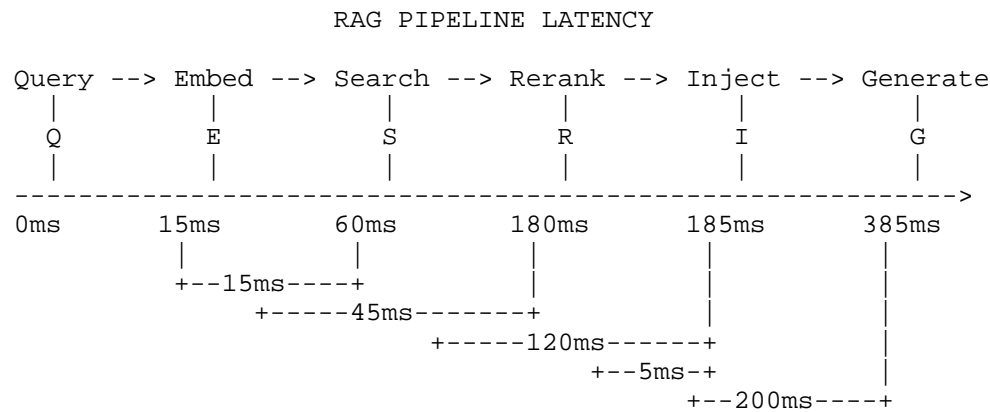 RAG PIPELINE LATENCY
Query --> Embed --> Search --> Rerank --> Inject --> Generate
| | | | | |
Q E S R I G
| | | | | |
----------------------------------------------------------->
0ms 15ms 60ms 180ms 185ms 385ms
| | | | |
+--15ms----+ | | |
+-----45ms-------+ | |
+-----120ms------+ |
+--5ms-+ |
+--200ms----+